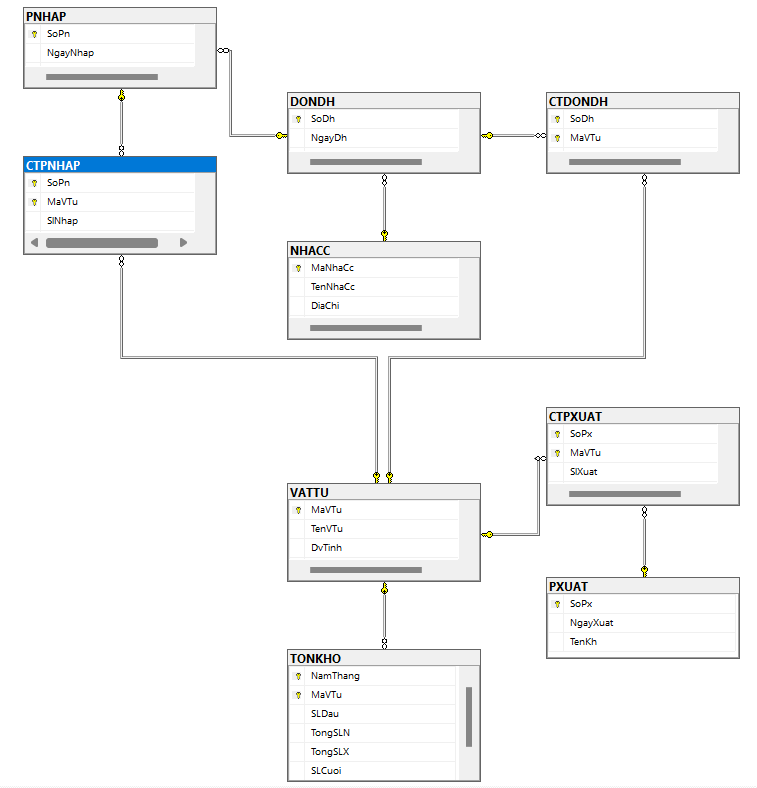 PNHAP
SoPn
NgayNhap
DONDH
SoDh
NgayDh
CTDONDH
SoDh
MaVTu
CTPNHAP
SoPn
MaVTu
SlNhap
NHACC
MaNhaCc
TenNhaCc
DiaChi
CTPXUAT
SoPx
MaVTu
SlXuat
VATTU
MaVTu
TenVTu
DvTinh
PXUAT
SoPx
NgayXuat
TenKh
TONKHO
NamThang
MaVTu
SLDau
TongSLN
TongSLX
SLCuoi